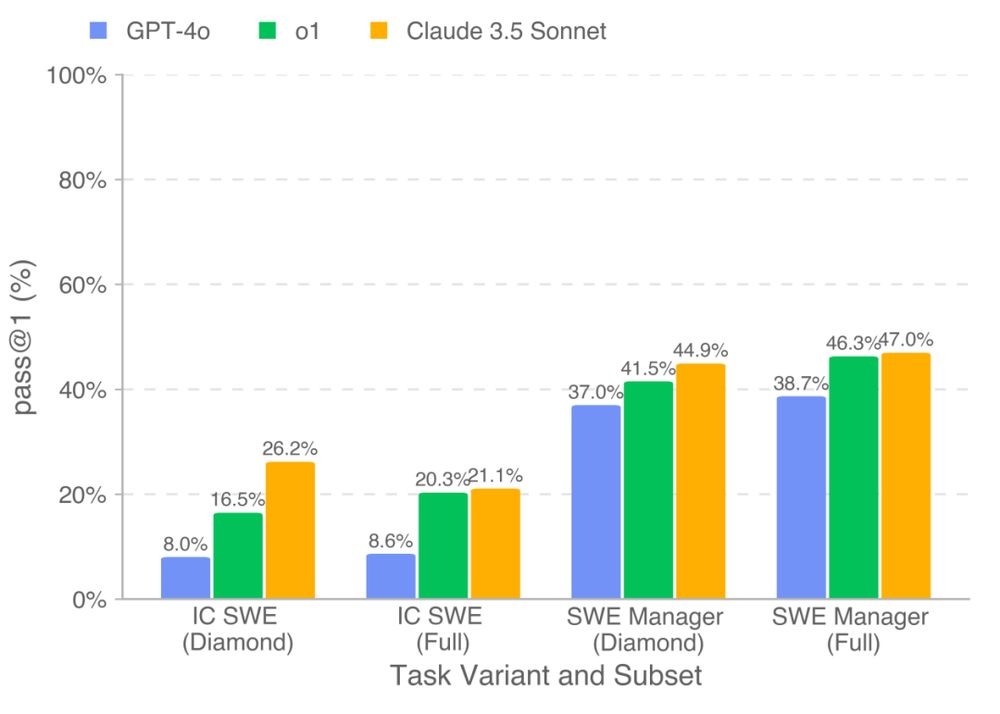 GPT-4o o1 Claude 3.5 Sonnet
100%
80%
60%
40%
20%
0%
pass@1 (%)
8.0% 16.5% 26.2%
8.6% 20.3% 21.1%
37.0% 41.5% 44.9%
38.7% 46.3% 47.0%
IC SWE
(Diamond)
IC SWE
(Full)
SWE Manager
(Diamond)
SWE Manager
(Full)
Task Variant and Subset